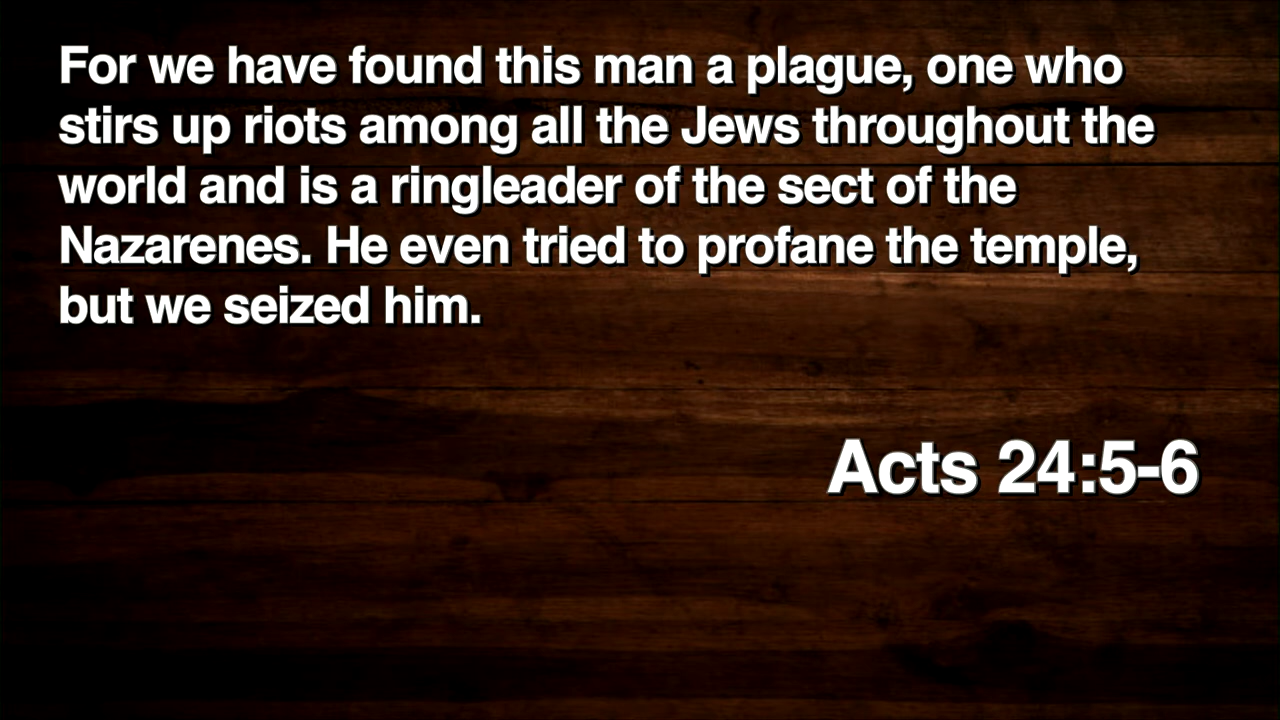 For we have found this man a plague, one who
stirs up riots among all the Jews throughout the
world and is a ringleader of the sect of the
Nazarenes. He even tried to profane the temple,
but we seized him.
Acts 24:5-6